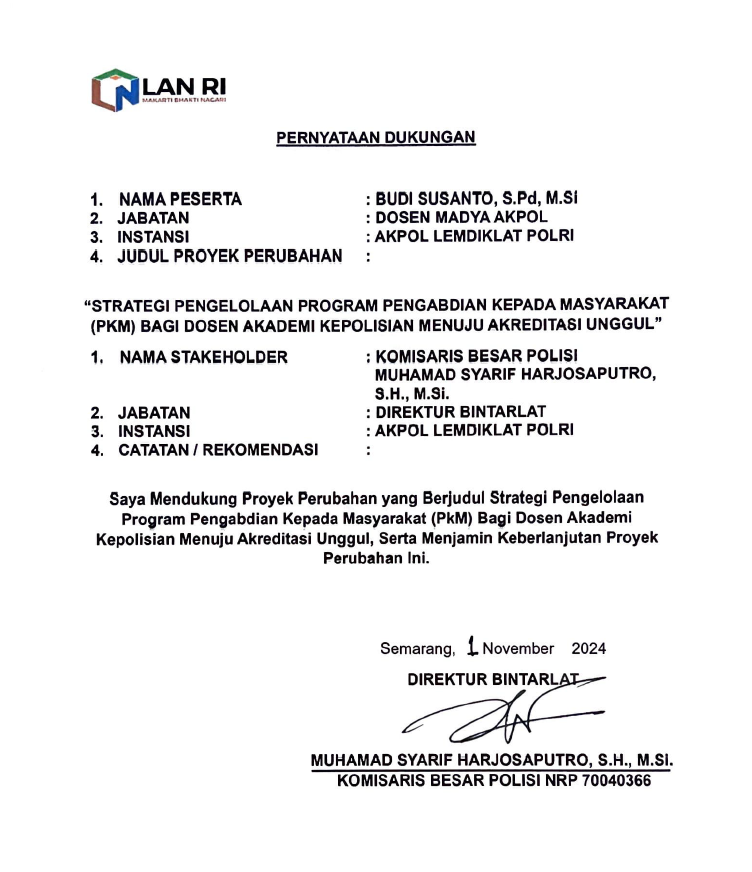 LAN RI
MAKARTI BHAKTI NAGARI
PERNYATAAN DUKUNGAN
1. NAMA PESERTA : BUDI SUSANTO, S.Pd, M.Si
2. JABATAN : DOSEN MADYA AKPOL
3. INSTANSI : AKPOL LEMDIKLAT POLRI
4. JUDUL PROYEK PERUBAHAN :
“STRATEGI PENGELOLAAN PROGRAM PENGABDIAN KEPADA MASYARAKAT
(PKM) BAGI DOSEN AKADEMI KEPOLISIAN MENUJU AKREDITASI UNGGUL”
1. NAMA STAKEHOLDER : KOMISARIS BESAR POLISI
MUHAMAD SYARIF HARJOSAPUTRO,
S.H., M.Si.
2. JABATAN : DIREKTUR BINTARLAT
3. INSTANSI : AKPOL LEMDIKLAT POLRI
4. CATATAN / REKOMENDASI :
Saya Mendukung Proyek Perubahan yang Berjudul Strategi Pengelolaan
Program Pengabdian Kepada Masyarakat (PkM) Bagi Dosen Akademi
Kepolisian Menuju Akreditasi Unggul, Serta Menjamin Keberlanjutan Proyek
Perubahan Ini.
Semarang, 1 November 2024
DIREKTUR BINTARLAT
MUHAMAD SYARIF HARJOSAPUTRO, S.H., M.Si.
KOMISARIS BESAR POLISI NRP 70040366